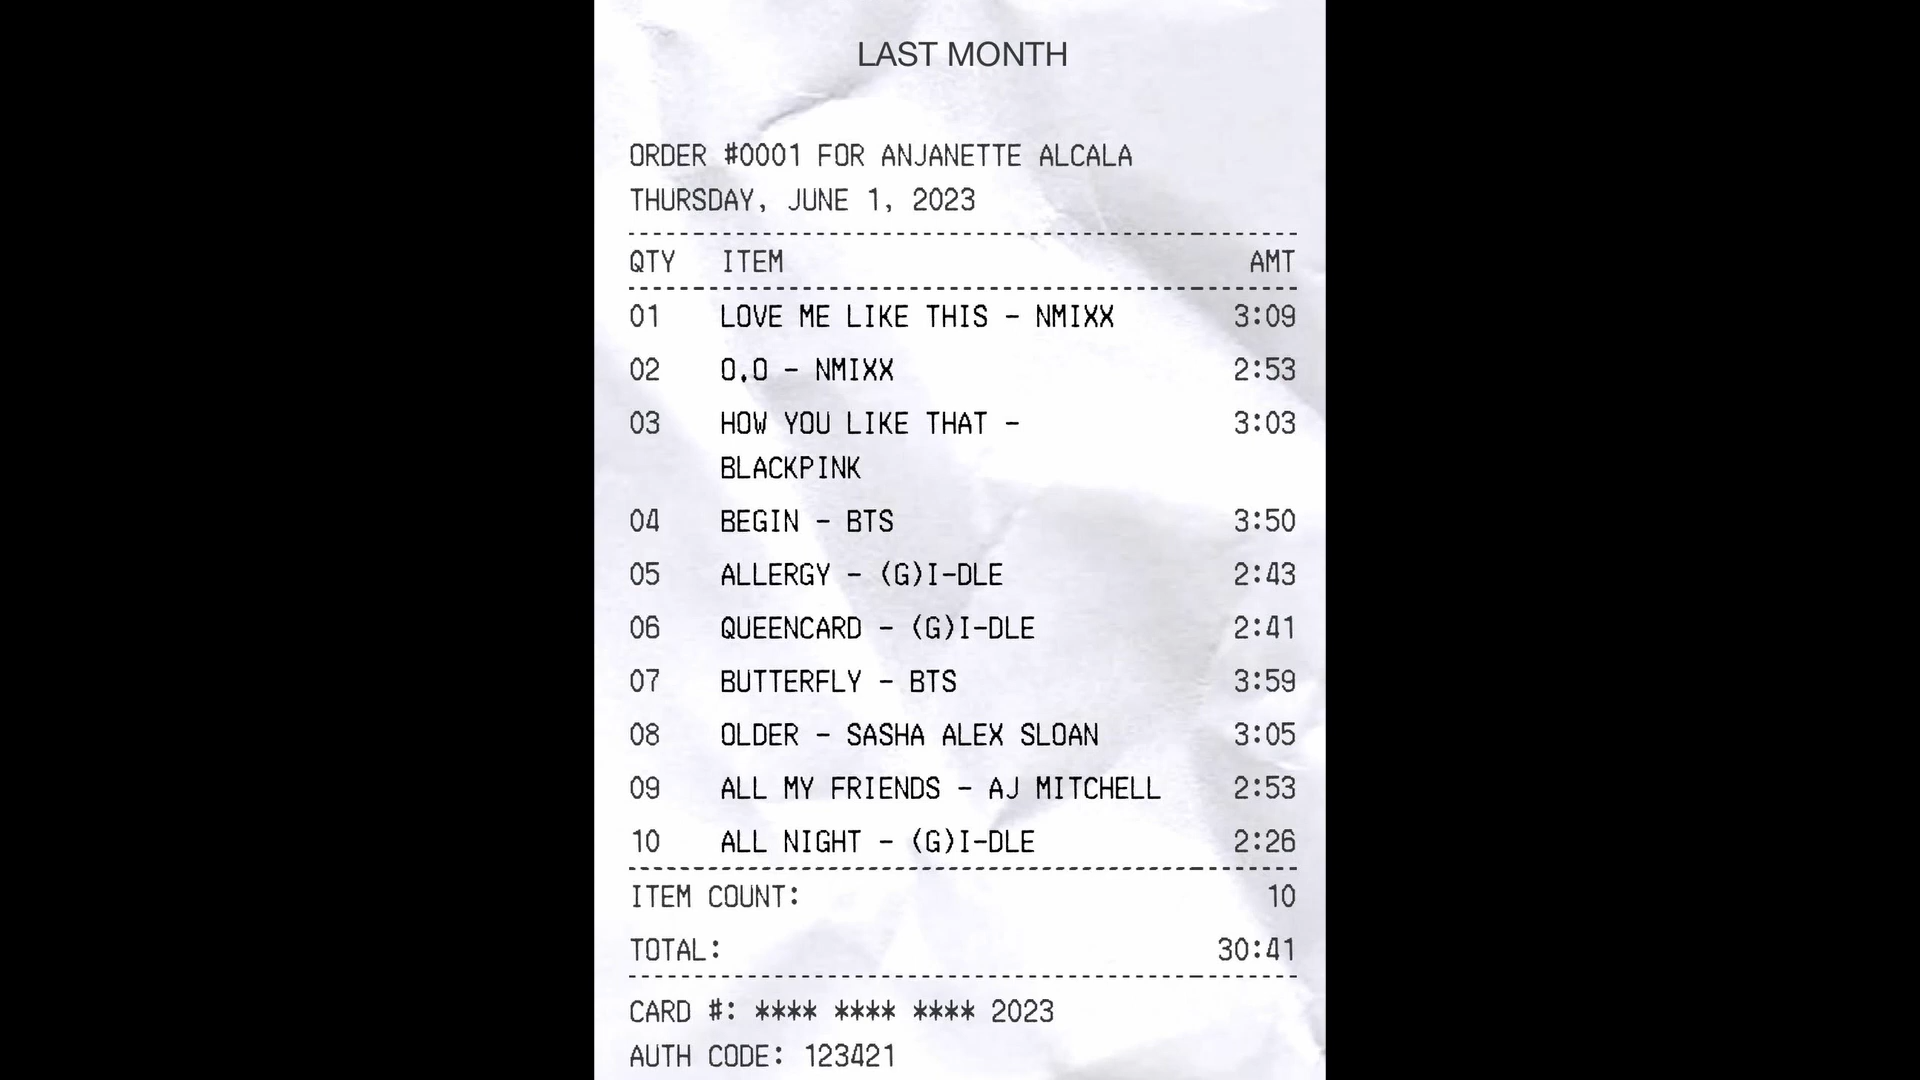 LAST MONTH
ORDER #0001 FOR ANJANETTE ALCALA
THURSDAY, JUNE 1, 2023
QTY ITEM AMT
01 LOVE ME LIKE THIS - NMIXX 3:09
02 O.O - NMIXX 2:53
03 HOW YOU LIKE THAT - 3:03
BLACKPINK
04 BEGIN - BTS 3:50
05 ALLERGY - (G)I-DLE 2:43
06 QUEENCARD - (G)I-DLE 2:41
07 BUTTERFLY - BTS 3:59
08 OLDER - SASHA ALEX SLOAN 3:05
09 ALL MY FRIENDS - AJ MITCHELL 2:53
10 ALL NIGHT - (G)I-DLE 2:26
ITEM COUNT: 10
TOTAL: 30:41
CARD #: **** **** **** 2023
AUTH CODE: 123421